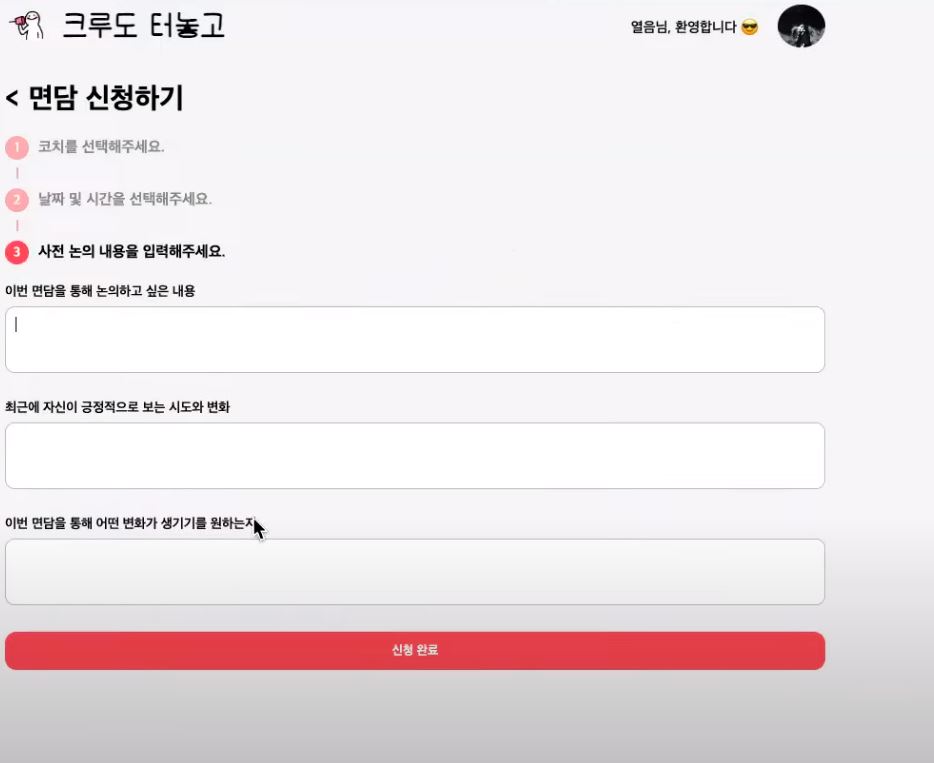 크루도 터놓고
열음님, 환영합니다 😎
< 면담 신청하기
1 코치를 선택해주세요.
2 날짜 및 시간을 선택해주세요.
3 사전 논의 내용을 입력해주세요.
이번 면담을 통해 논의하고 싶은 내용
최근에 자신이 긍정적으로 보는 시도와 변화
이번 면담을 통해 어떤 변화가 생기기를 원하는지
신청 완료